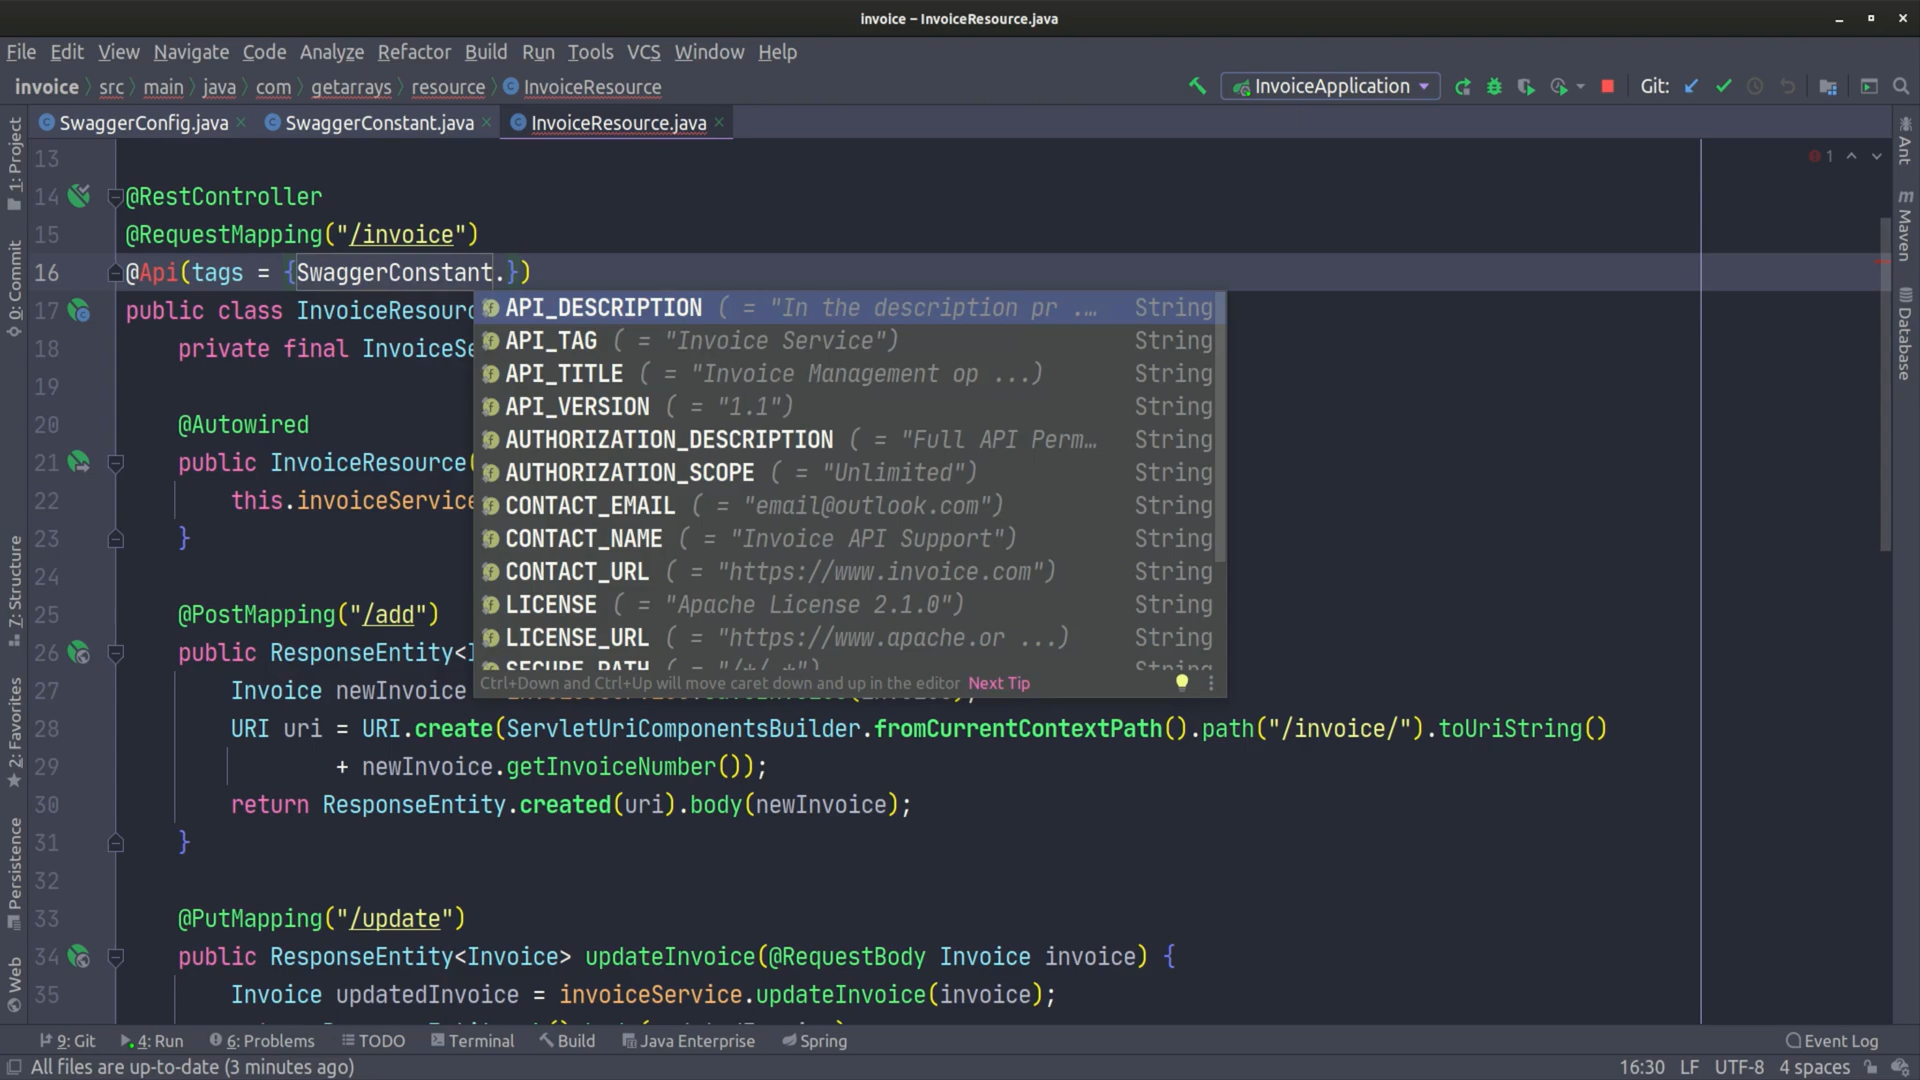 invoice – InvoiceResource.java
File Edit View Navigate Code Analyze Refactor Build Run Tools VCS Window Help
invoice src main java com getarrays resource InvoiceResource
InvoiceApplication
Git:
SwaggerConfig.java
SwaggerConstant.java
InvoiceResource.java
1: Project
0: Commit
7: Structure
2: Favorites
Persistence
Web
Ant
Maven
Database
1
13
14 @RestController
15 @RequestMapping("/invoice")
16 @Api(tags = {SwaggerConstant.})
17 public class InvoiceResourc
18 private final InvoiceSe
19
20 @Autowired
21 public InvoiceResource(
22 this.invoiceService
23 }
24
25 @PostMapping("/add")
26 public ResponseEntity<I
27 Invoice newInvoice
28 URI uri = URI.create(ServletUriComponentsBuilder.fromCurrentContextPath().path("/invoice/").toUriString()
29 + newInvoice.getInvoiceNumber());
30 return ResponseEntity.created(uri).body(newInvoice);
31 }
32
33 @PutMapping("/update")
34 public ResponseEntity<Invoice> updateInvoice(@RequestBody Invoice invoice) {
35 Invoice updatedInvoice = invoiceService.updateInvoice(invoice);
API_DESCRIPTION ( = "In the description pr ... String
API_TAG ( = "Invoice Service") String
API_TITLE ( = "Invoice Management op ...) String
API_VERSION ( = "1.1") String
AUTHORIZATION_DESCRIPTION ( = "Full API Perm… String
AUTHORIZATION_SCOPE ( = "Unlimited") String
CONTACT_EMAIL ( = "email@outlook.com") String
CONTACT_NAME ( = "Invoice API Support") String
CONTACT_URL ( = "https://www.invoice.com") String
LICENSE ( = "Apache License 2.1.0") String
LICENSE_URL ( = "https://www.apache.or ...) String
SECURE_PATH ( = "/*/.*") String
Ctrl+Down and Ctrl+Up will move caret down and up in the editor Next Tip
9: Git 4: Run 6: Problems TODO Terminal Build Java Enterprise Spring Event Log
All files are up-to-date (3 minutes ago) 16:30 LF UTF-8 4 spaces